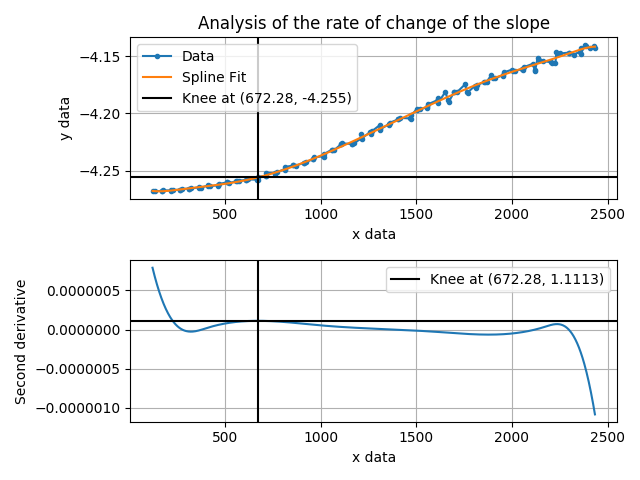 Analysis of the rate of change of the slope
Data
Spline Fit
Knee at (672.28, -4.255)
−4.15
−4.20
−4.25
y data
500 1000 1500 2000 2500
x data
Knee at (672.28, 1.1113)
0.0000005
0.0000000
−0.0000005
−0.0000010
Second derivative
500 1000 1500 2000 2500
x data